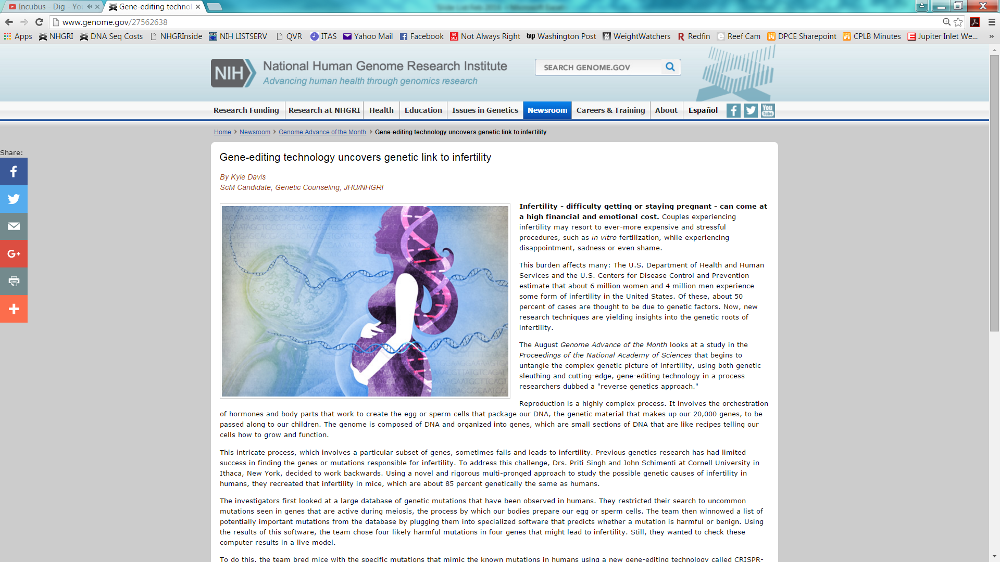 Incubus - Dig - Yo
Gene-editing technol
www.genome.gov/27562638
Apps NHGRI DNA Seq Costs NHGRInside NIH LISTSERV QVR ITAS Yahoo Mail Facebook Not Always Right wp Washington Post WeightWatchers Redfin Reef Cam DPCE Sharepoint CPLB Minutes Jupiter Inlet We... »
NIH National Human Genome Research Institute
Advancing human health through genomics research
SEARCH GENOME.GOV
Research Funding Research at NHGRI Health Education Issues in Genetics Newsroom Careers & Training About Español You Tube
Home › Newsroom › Genome Advance of the Month › Gene-editing technology uncovers genetic link to infertility
Share:
G+
Gene-editing technology uncovers genetic link to infertility
By Kyle Davis
ScM Candidate, Genetic Counseling, JHU/NHGRI
Infertility - difficulty getting or staying pregnant - can come at
a high financial and emotional cost. Couples experiencing
infertility may resort to ever-more expensive and stressful
procedures, such as in vitro fertilization, while experiencing
disappointment, sadness or even shame.
This burden affects many: The U.S. Department of Health and Human
Services and the U.S. Centers for Disease Control and Prevention
estimate that about 6 million women and 4 million men experience
some form of infertility in the United States. Of these, about 50
percent of cases are thought to be due to genetic factors. Now, new
research techniques are yielding insights into the genetic roots of
infertility.
The August Genome Advance of the Month looks at a study in the
Proceedings of the National Academy of Sciences that begins to
untangle the complex genetic picture of infertility, using both genetic
sleuthing and cutting-edge, gene-editing technology in a process
researchers dubbed a "reverse genetics approach."
Reproduction is a highly complex process. It involves the orchestration
of hormones and body parts that work to create the egg or sperm cells that package our DNA, the genetic material that makes up our 20,000 genes, to be
passed along to our children. The genome is composed of DNA and organized into genes, which are small sections of DNA that are like recipes telling our
cells how to grow and function.
This intricate process, which involves a particular subset of genes, sometimes fails and leads to infertility. Previous genetics research has had limited
success in finding the genes or mutations responsible for infertility. To address this challenge, Drs. Priti Singh and John Schimenti at Cornell University in
Ithaca, New York, decided to work backwards. Using a novel and rigorous multi-pronged approach to study the possible genetic causes of infertility in
humans, they recreated that infertility in mice, which are about 85 percent genetically the same as humans.
The investigators first looked at a large database of genetic mutations that have been observed in humans. They restricted their search to uncommon
mutations seen in genes that are active during meiosis, the process by which our bodies prepare our egg or sperm cells. The team then winnowed a list of
potentially important mutations from the database by plugging them into specialized software that predicts whether a mutation is harmful or benign. Using
the results of this software, the team chose four likely harmful mutations in four genes that might lead to infertility. Still, they wanted to check these
computer results in a live model.
To do this, the team bred mice with the specific mutations that mimic the known mutations in humans using a new gene-editing technology called CRISPR-